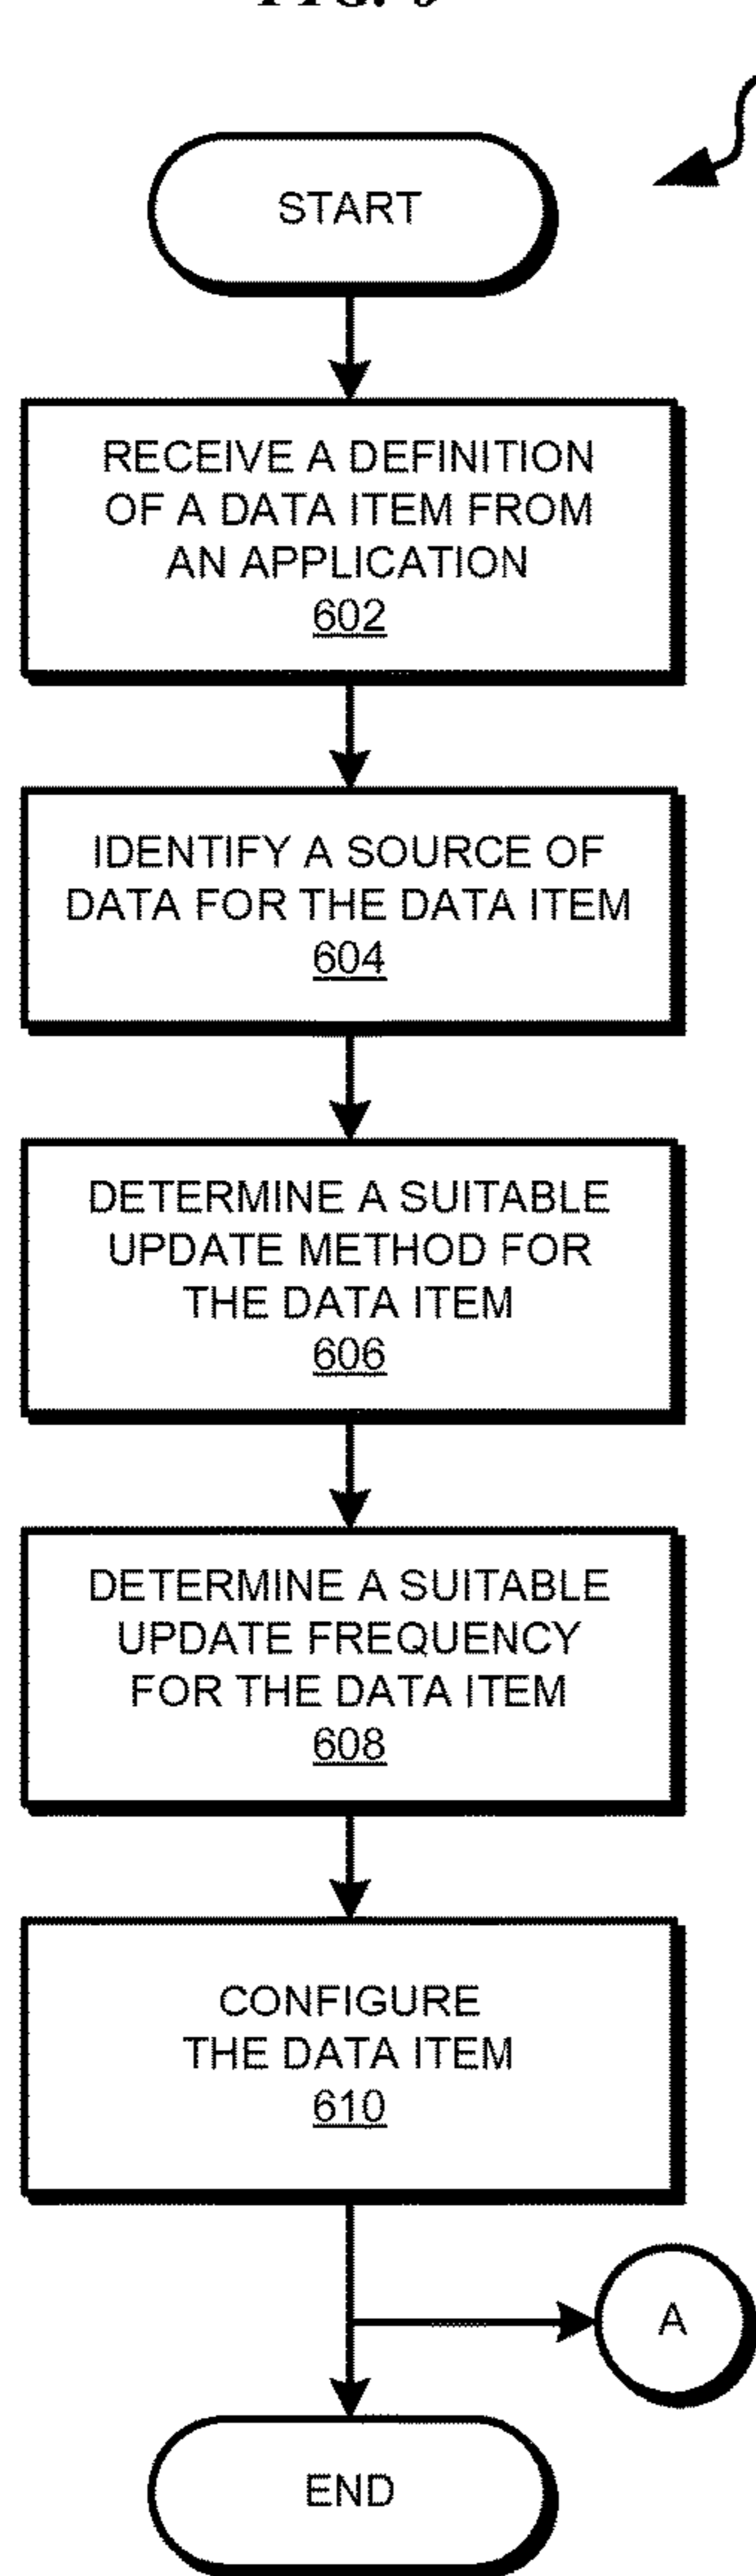 START
RECEIVE A DEFINITION
OF A DATA ITEM FROM
AN APPLICATION
602
IDENTIFY A SOURCE OF
DATA FOR THE DATA ITEM
604
DETERMINE A SUITABLE
UPDATE METHOD FOR
THE DATA ITEM
606
DETERMINE A SUITABLE
UPDATE FREQUENCY
FOR THE DATA ITEM
608
CONFIGURE
THE DATA ITEM
610
A
END